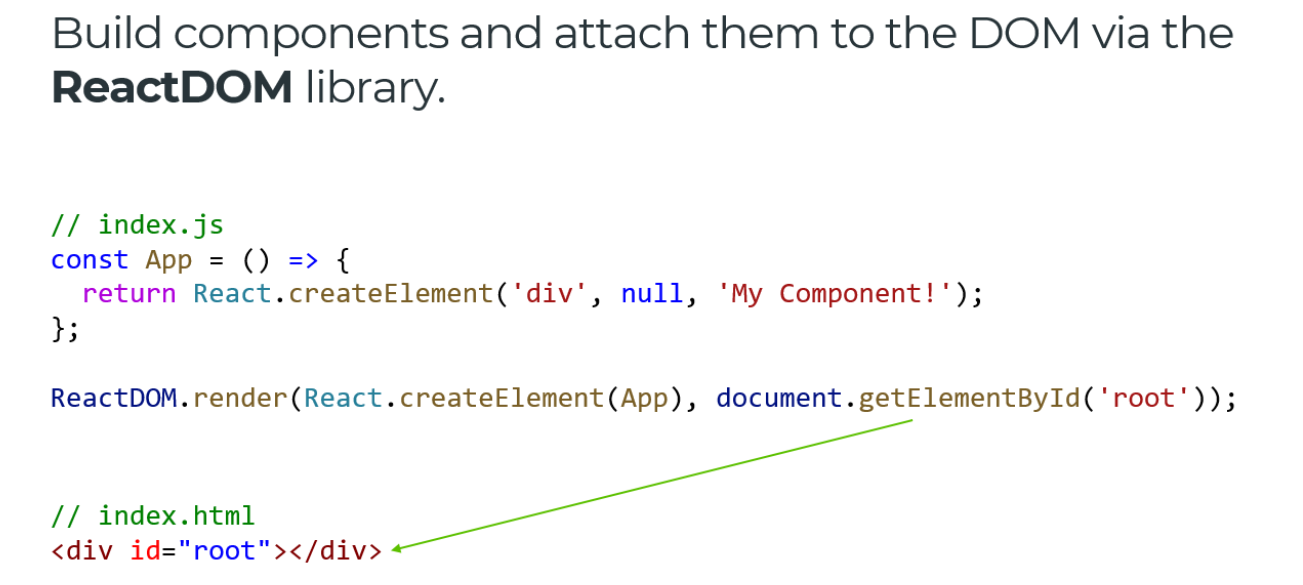 Build components and attach them to the DOM via the
ReactDOM library.
// index.js
const App = () => {
  return React.createElement('div', null, 'My Component!');
};
ReactDOM.render(React.createElement(App), document.getElementById('root'));
// index.html
<div id="root"></div>